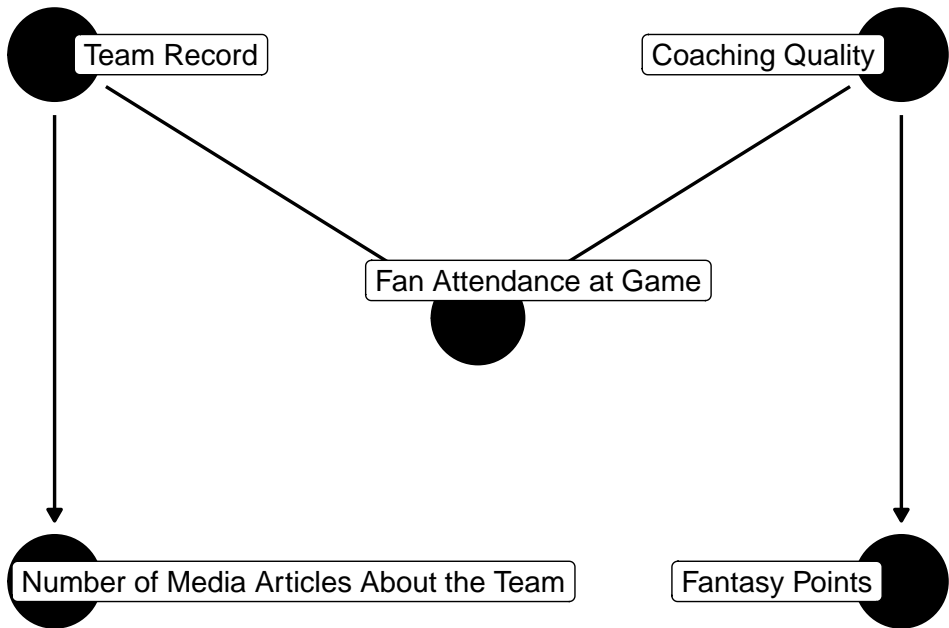 Team Record
Coaching Quality
Fan Attendance at Game
Number of Media Articles About the Team
Fantasy Points